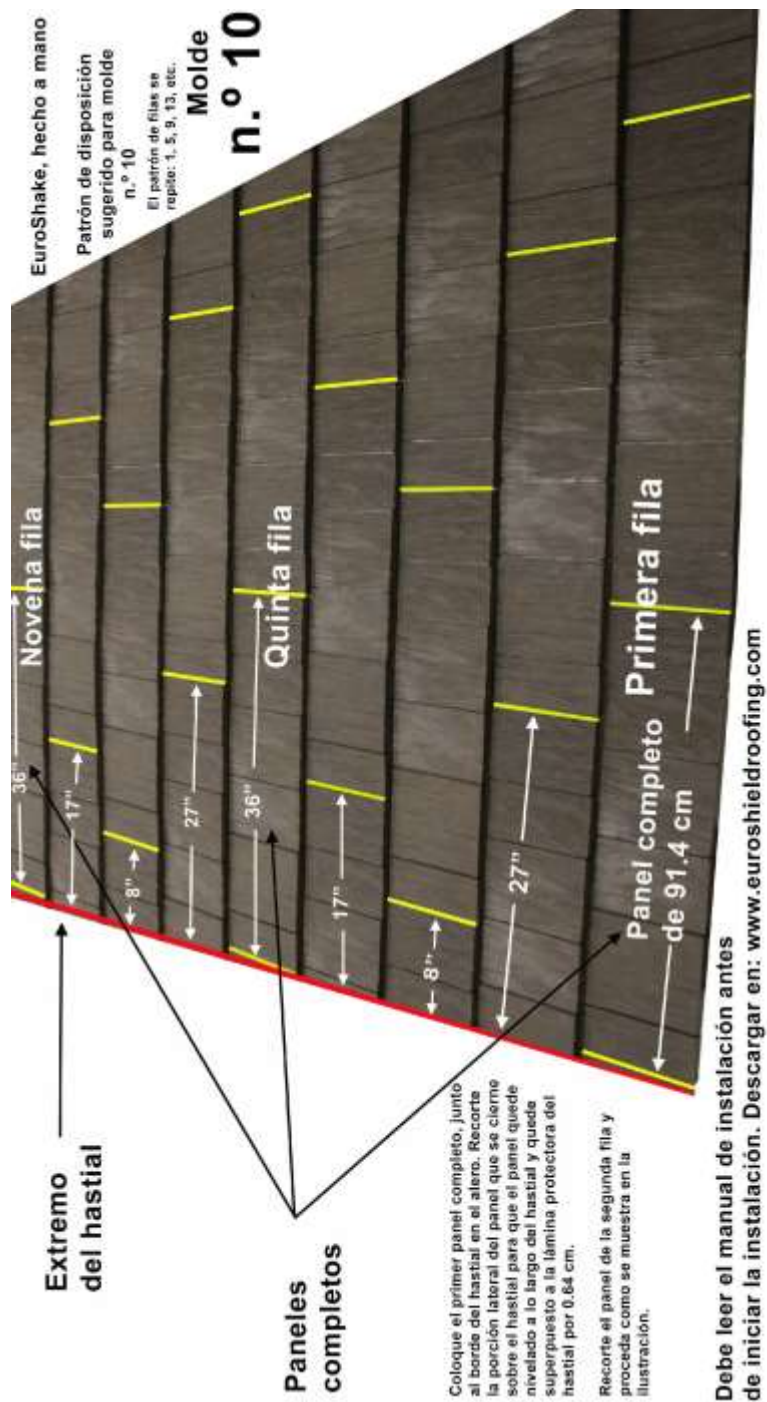 EuroShake, hecho a mano
Patrón de disposición
sugerido para molde
n.º 10
El patrón de filas se
repite: 1, 5, 9, 13, etc.
Molde
n.º 10
Extremo
del hastial
Paneles
completos
Novena fila
36"
17"
8"
27"
Quinta fila
36"
17"
8"
27"
Primera fila
Panel completo
de 91.4 cm
Coloque el primer panel completo, junto
al borde del hastial en el alero. Recorte
la porción lateral del panel que se cierne
sobre el hastial para que el panel quede
nivelado a lo largo del hastial y quede
superpuesto a la lámina protectora del
hastial por 0.64 cm.
Recorte el panel de la segunda fila y
proceda como se muestra en la
ilustración.
Debe leer el manual de instalación antes
de iniciar la instalación. Descargar en: www.euroshieldroofing.com